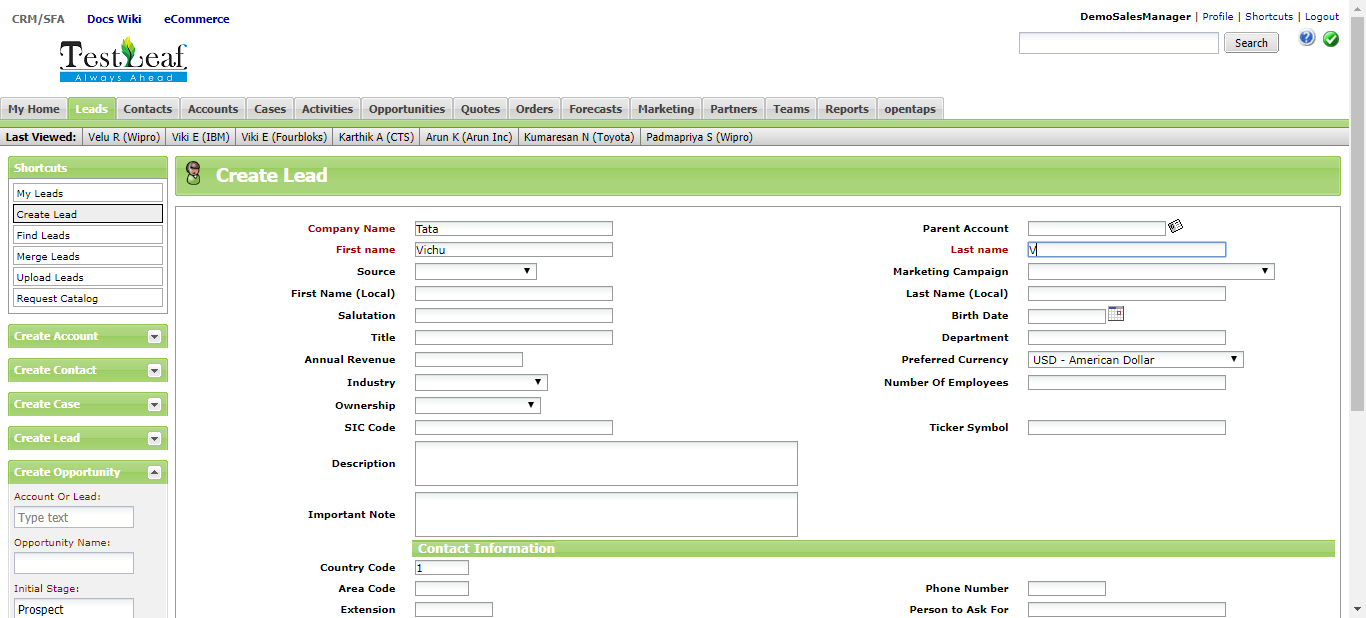 CRM/SFA Docs Wiki eCommerce
DemoSalesManager | Profile | Shortcuts | Logout
TestLeaf
Always Ahead
Search
My Home Leads Contacts Accounts Cases Activities Opportunities Quotes Orders Forecasts Marketing Partners Teams Reports opentaps
Last Viewed: Velu R (Wipro) Viki E (IBM) Viki E (Fourbloks) Karthik A (CTS) Arun K (Arun Inc) Kumaresan N (Toyota) Padmapriya S (Wipro)
Shortcuts
My Leads
Create Lead
Find Leads
Merge Leads
Upload Leads
Request Catalog
Create Account
Create Contact
Create Case
Create Lead
Create Opportunity
Account Or Lead:
Type text
Opportunity Name:
Initial Stage:
Prospect
Create Lead
Company Name Tata Parent Account
First name Vichu Last name V
Source Marketing Campaign
First Name (Local) Last Name (Local)
Salutation Birth Date
Title Department
Annual Revenue Preferred Currency USD - American Dollar
Industry Number Of Employees
Ownership
SIC Code Ticker Symbol
Description
Important Note
Contact Information
Country Code 1
Area Code Phone Number
Extension Person to Ask For